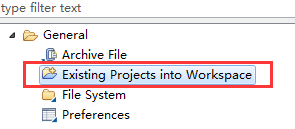 type filter text
General
Archive File
Existing Projects into Workspace
File System
Preferences